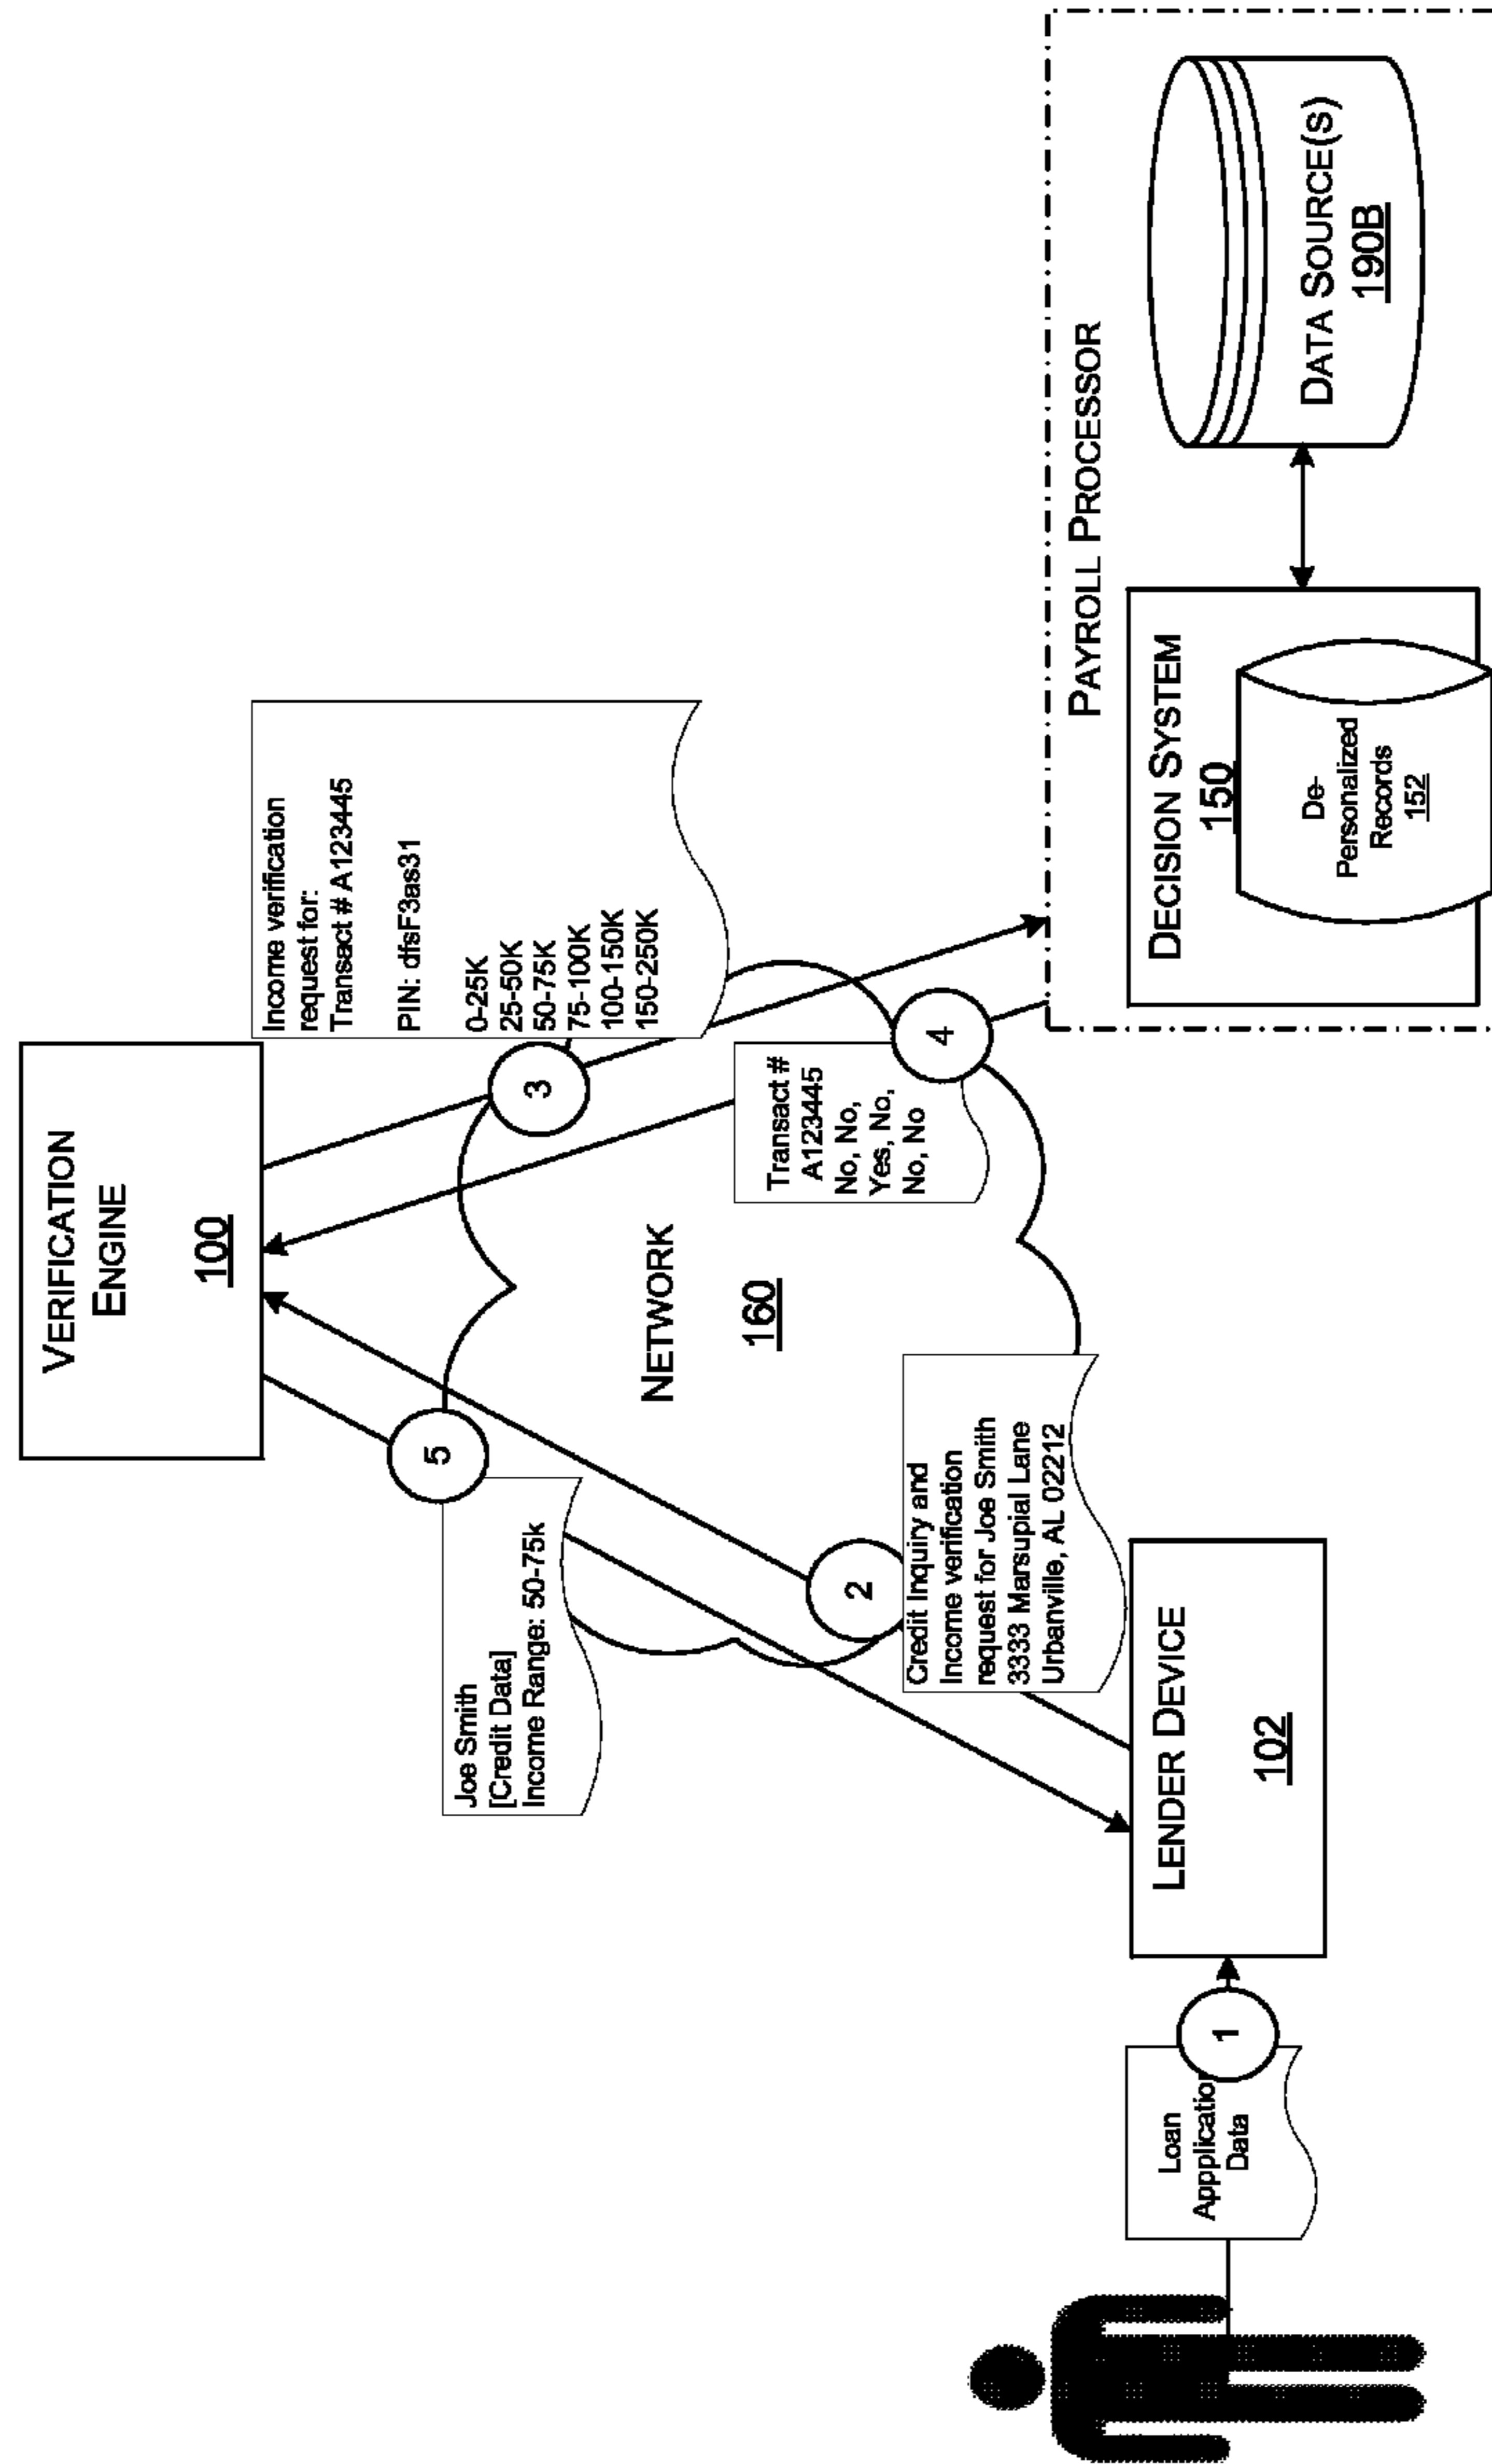 VERIFICATION
ENGINE
100
Income verification
request for:
Transact # A123445
PIN: dfsF3as31
0-25K
25-50K
50-75K
75-100K
100-150K
150-250K
3
5
Joe Smith
[Credit Data]
Income Range: 50-75k
NETWORK
160
Transact #
A123445
No, No,
Yes, No,
No, No
4
2
Credit Inquiry and
Income verification
request for Joe Smith
3333 Marsupial Lane
Urbanville, AL 02212
Loan
Appplication
Data
1
LENDER DEVICE
102
PAYROLL PROCESSOR
DECISION SYSTEM
150
De-
Personalized
Records
152
DATA SOURCE(s)
190B